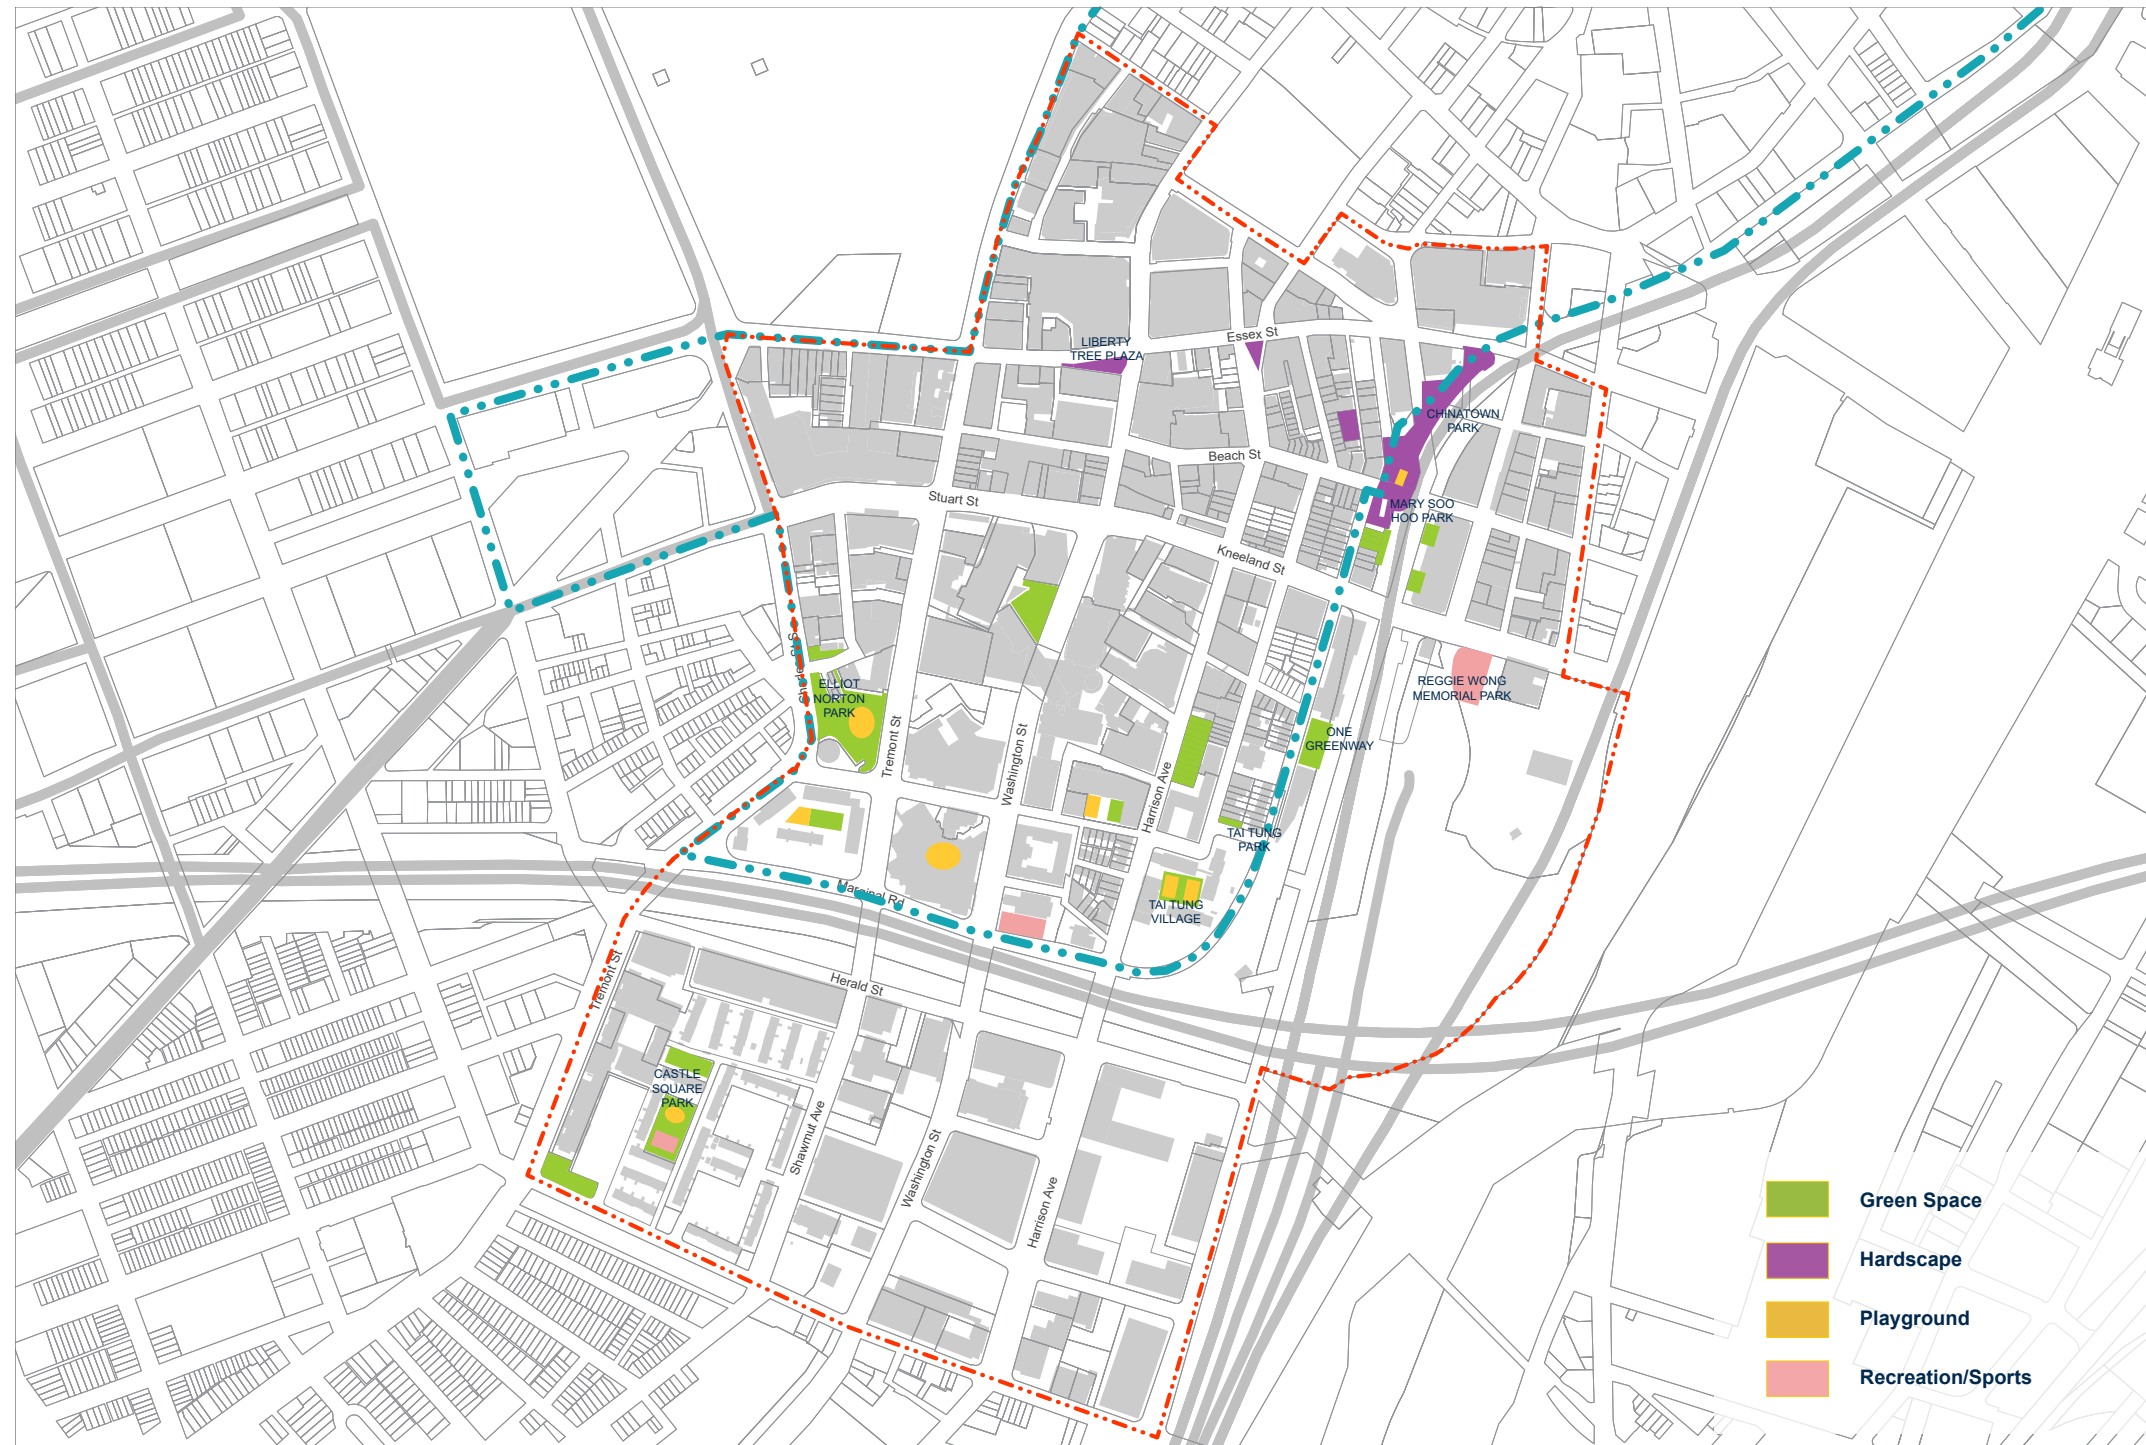 LIBERTY
TREE PLAZA
Essex St
CHINATOWN
PARK
Beach St
Stuart St
MARY SOO
HOO PARK
Kneeland St
ELLIOT
NORTON
PARK
REGGIE WONG
MEMORIAL PARK
ONE
GREENWAY
Tremont St
Washington St
Harrison Ave
TAI TUNG
PARK
Marginal Rd
TAI TUNG
VILLAGE
Tremont St
Herald St
CASTLE
SQUARE
PARK
Shawmut Ave
Washington St
Harrison Ave
Green Space
Hardscape
Playground
Recreation/Sports